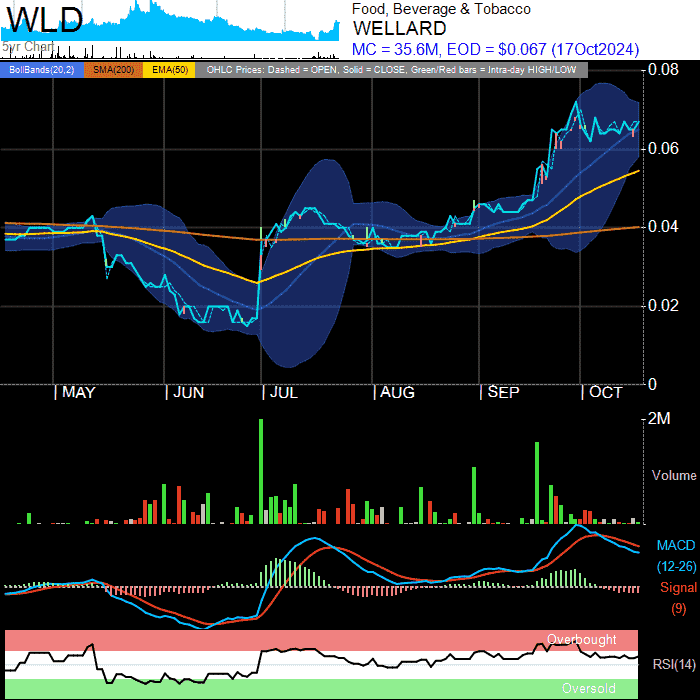 WLD
5yr Chart
Food, Beverage & Tobacco
WELLARD
MC = 35.6M, EOD = $0.067 (17Oct2024)
BollBands(20,2) SMA(200) EMA(50) OHLC Prices: Dashed = OPEN, Solid = CLOSE, Green/Red bars = Intra-day HIGH/LOW
0.08
0.06
0.04
0.02
0
MAY JUN JUL AUG SEP OCT
2M
Volume
MACD
(12-26)
Signal
(9)
Overbought
RSI(14)
Oversold